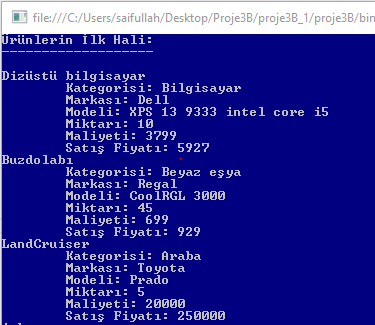 file:///C:/Users/saifullah/Desktop/Proje3B/proje3B_1/proje3B/bin
Ürünlerin İlk Hali:
-------------------
Dizüstü bilgisayar
Kategorisi: Bilgisayar
Markası: Dell
Modeli: XPS 13 9333 intel core i5
Miktarı: 10
Maliyeti: 3799
Satış Fiyatı: 5927
Buzdolabı
Kategorisi: Beyaz eşya
Markası: Regal
Modeli: CoolRGL 3000
Miktarı: 45
Maliyeti: 699
Satış Fiyatı: 929
LandCruiser
Kategorisi: Araba
Markası: Toyota
Modeli: Prado
Miktarı: 5
Maliyeti: 20000
Satış Fiyatı: 250000